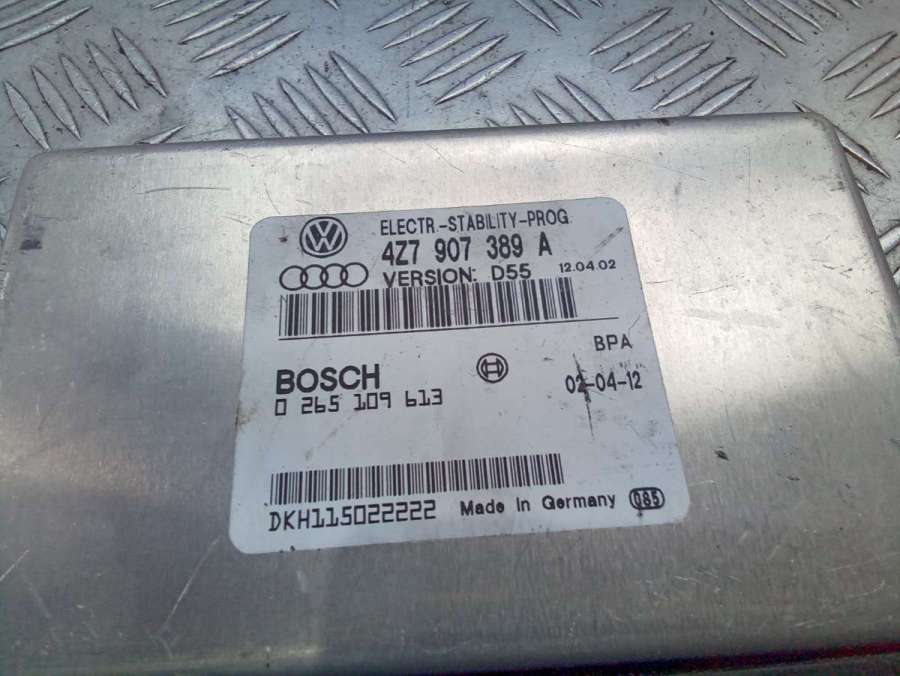 ELECTR.-STABILITY-PROG.
4Z7 907 389 A
VERSION: D55 12.04.02
BPA
BOSCH
02-04-12
0 265 109 613
DKH115022222 Made in Germany 085